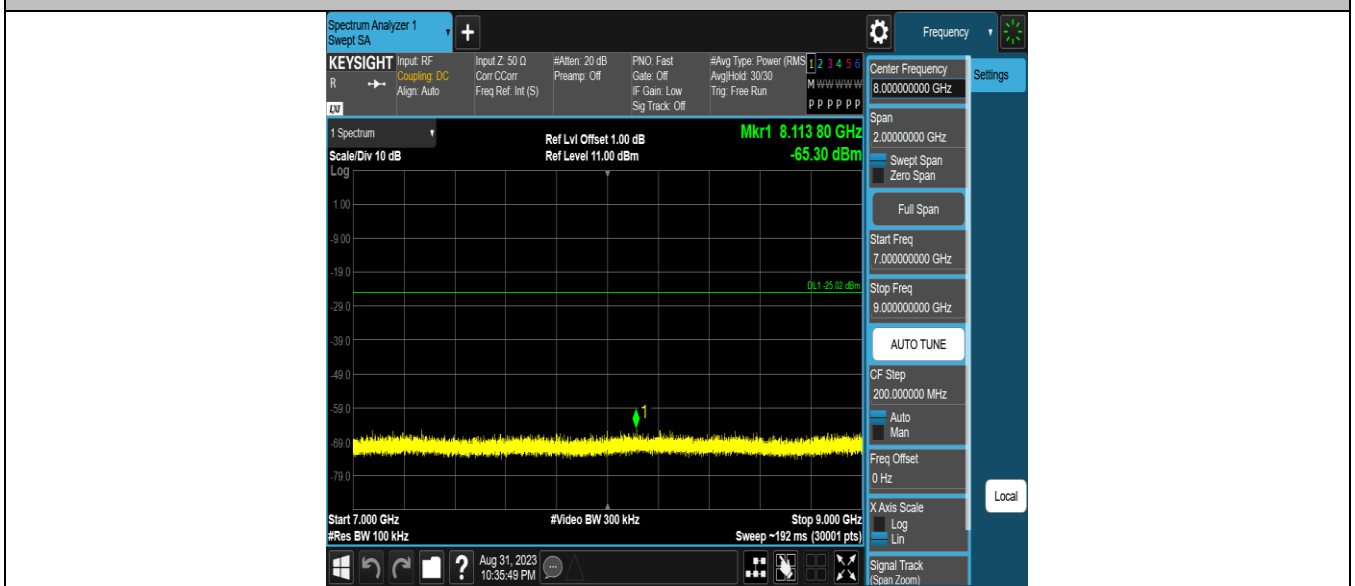 Spectrum Analyzer 1
Swept SA
+
Frequency
KEYSIGHT
R
LXI
Input: RF
Coupling: DC
Align: Auto
Input Z: 50 Ω
Corr CCorr
Freq Ref: Int (S)
#Atten: 20 dB
Preamp: Off
PNO: Fast
Gate: Off
IF Gain: Low
Sig Track: Off
#Avg Type: Power (RMS
Avg|Hold: 30/30
Trig: Free Run
1 2 3 4 5 6
M W W W W W
P P P P P P
1 Spectrum
Scale/Div 10 dB
Log
Ref Lvl Offset 1.00 dB
Ref Level 11.00 dBm
Mkr1 8.113 80 GHz
-65.30 dBm
1.00
-9.00
-19.0
DL1 -25.02 dBm
-29.0
-39.0
-49.0
-59.0
1
-69.0
-79.0
Start 7.000 GHz
#Res BW 100 kHz
#Video BW 300 kHz
Stop 9.000 GHz
Sweep ~192 ms (30001 pts)
?
Aug 31, 2023
10:35:49 PM
Center Frequency
8.000000000 GHz
Span
2.00000000 GHz
Swept Span
Zero Span
Full Span
Start Freq
7.000000000 GHz
Stop Freq
9.000000000 GHz
AUTO TUNE
CF Step
200.000000 MHz
Auto
Man
Freq Offset
0 Hz
X Axis Scale
Log
Lin
Signal Track
(Span Zoom)
Settings
Local